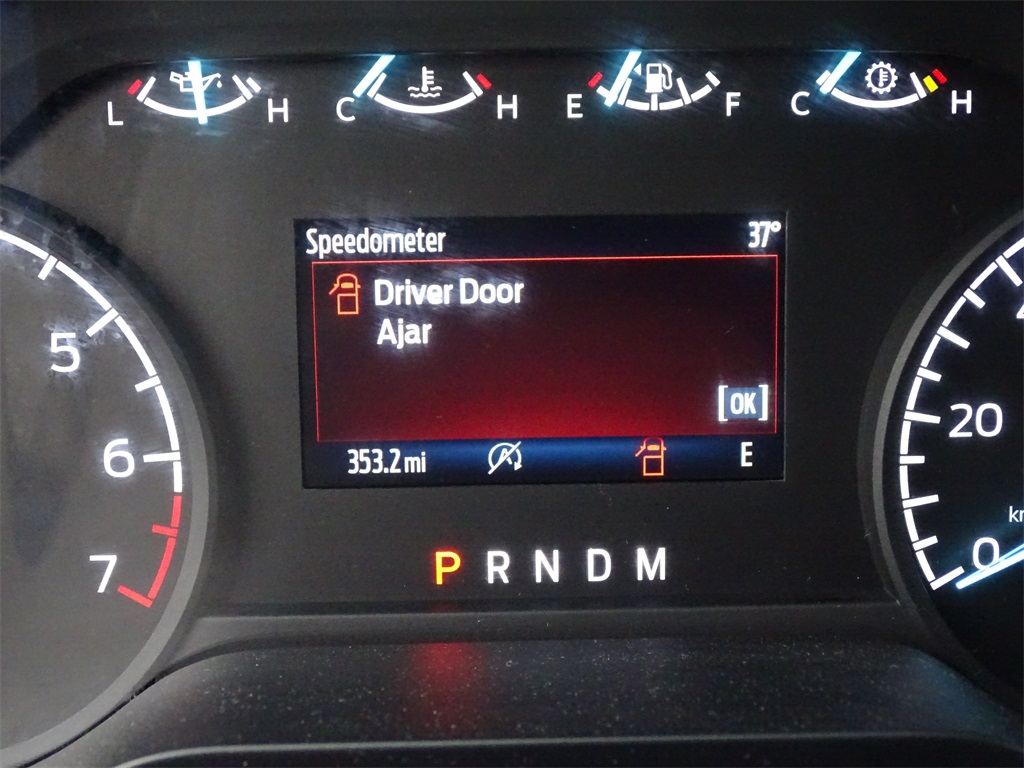 L H C H E F C H
Speedometer 37°
Driver Door
Ajar
[OK]
353.2 mi E
5
6
7
20
0
P R N D M